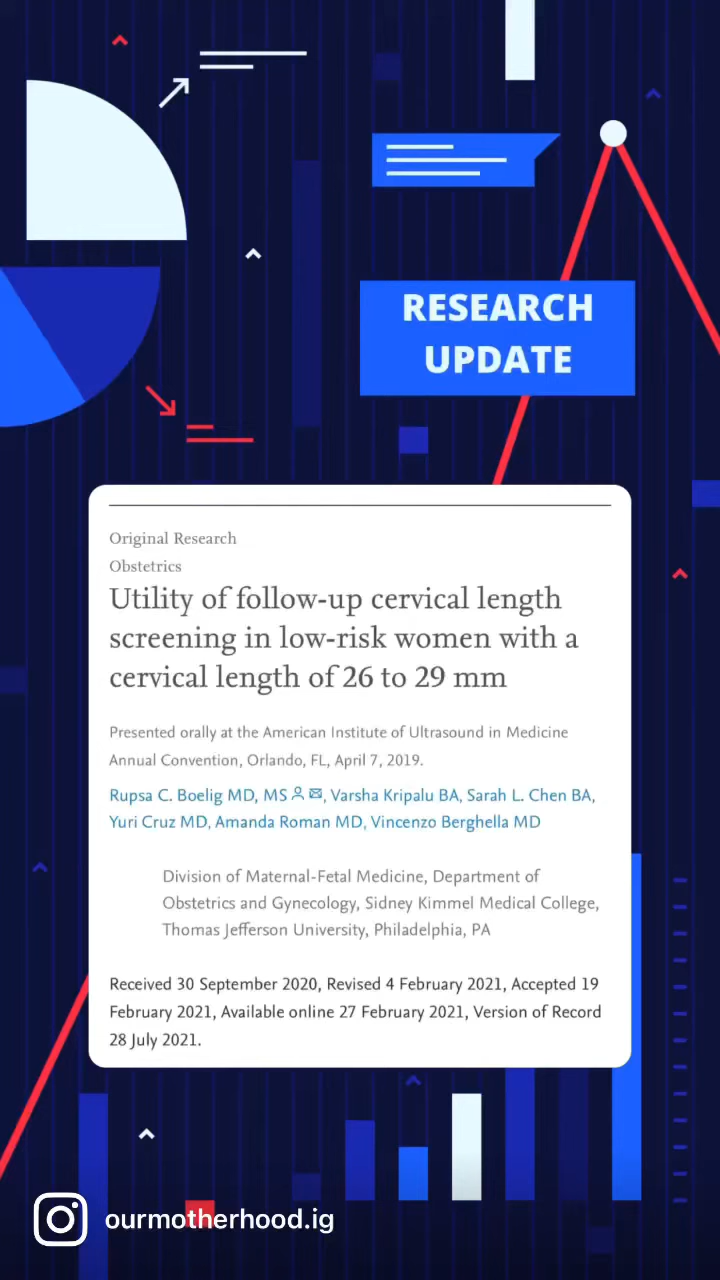 RESEARCH
UPDATE
Original Research
Obstetrics
Utility of follow-up cervical length
screening in low-risk women with a
cervical length of 26 to 29 mm
Presented orally at the American Institute of Ultrasound in Medicine
Annual Convention, Orlando, FL, April 7, 2019.
Rupsa C. Boelig MD, MS, Varsha Kripalu BA, Sarah L. Chen BA,
Yuri Cruz MD, Amanda Roman MD, Vincenzo Berghella MD
Division of Maternal-Fetal Medicine, Department of
Obstetrics and Gynecology, Sidney Kimmel Medical College,
Thomas Jefferson University, Philadelphia, PA
Received 30 September 2020, Revised 4 February 2021, Accepted 19
February 2021, Available online 27 February 2021, Version of Record
28 July 2021.
ourmotherhood.ig